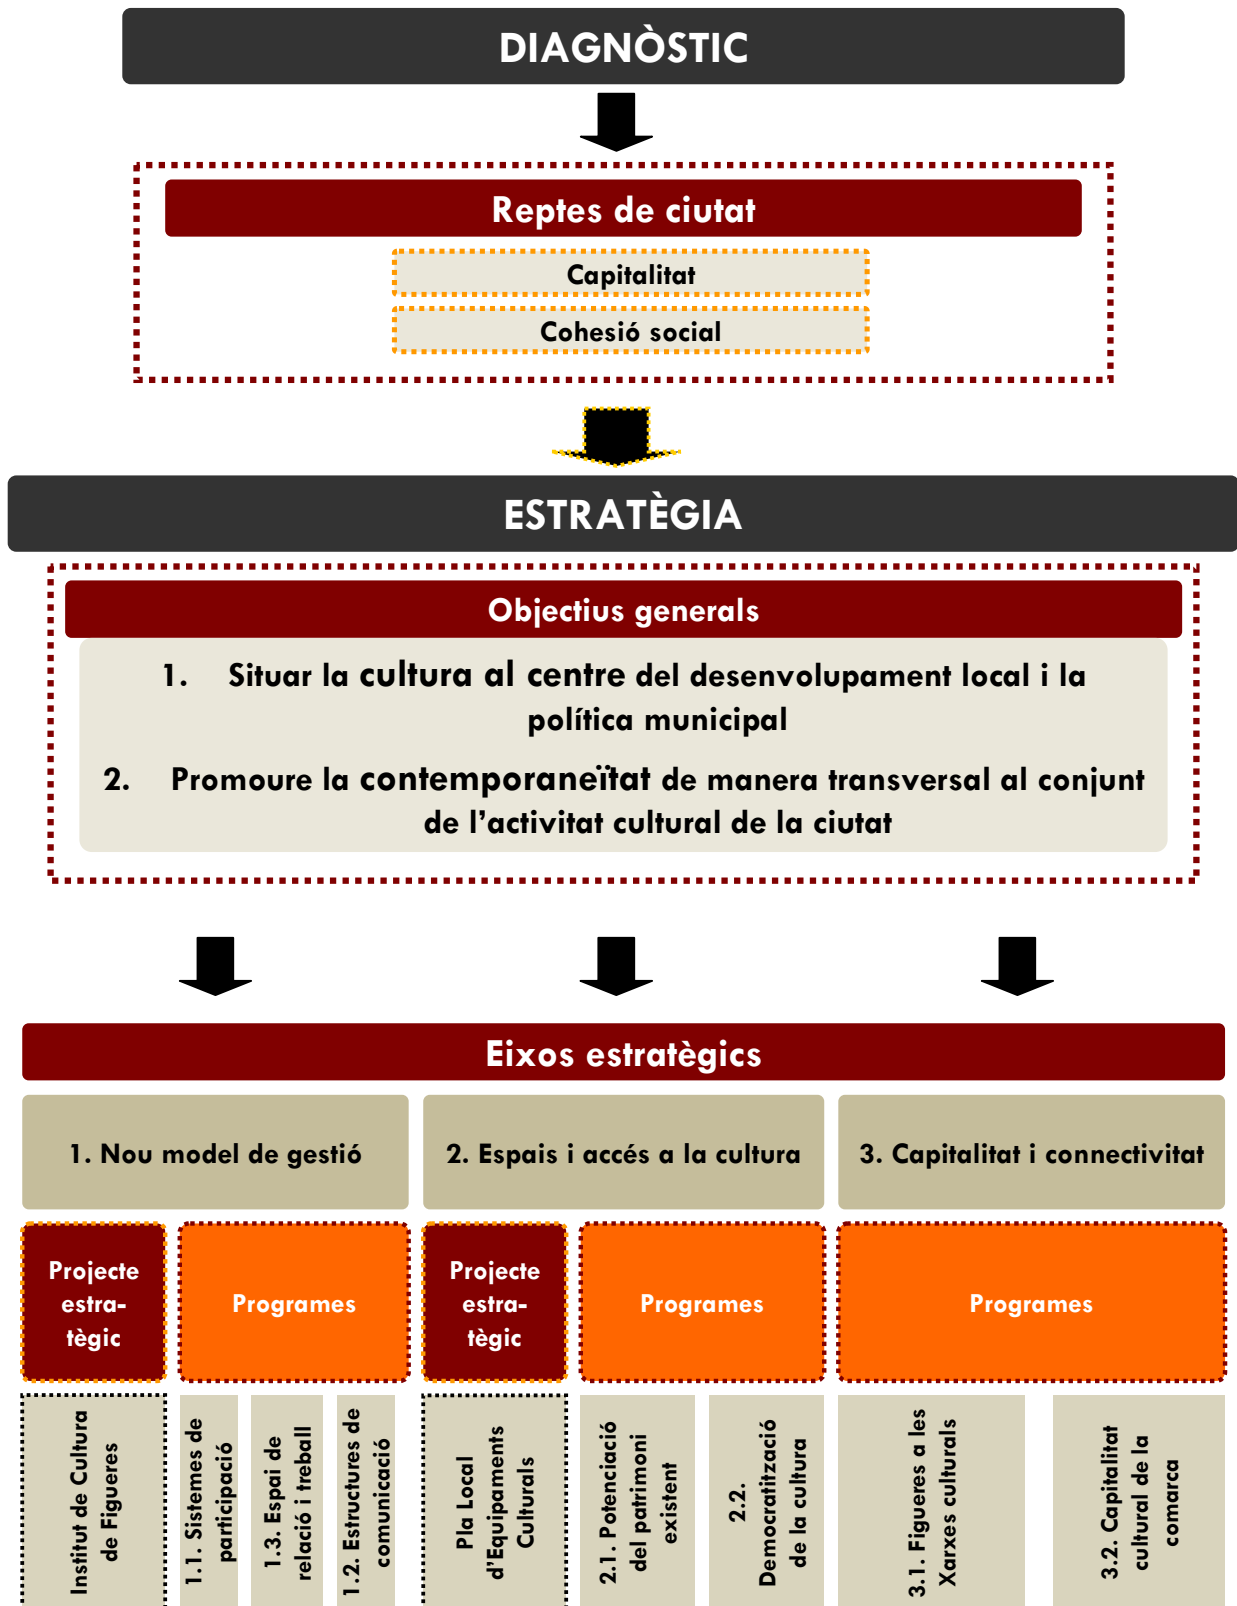 DIAGNÒSTIC
Reptes de ciutat
Capitalitat
Cohesió social
ESTRATÈGIA
Objectius generals
1. Situar la cultura al centre del desenvolupament local i la
política municipal
2. Promoure la contemporaneïtat de manera transversal al conjunt
de l'activitat cultural de la ciutat
Eixos estratègics
1. Nou model de gestió
2. Espais i accés a la cultura
3. Capitalitat i connectivitat
Projecte
estra-
tègic
Programes
Projecte
estra-
tègic
Programes
Programes
Institut de Cultura
de Figueres
1.1. Sistemes de
participació
1.3. Espai de
relació i treball
1.2. Estructures de
comunicació
Pla Local
d'Equipaments
Culturals
2.1. Potenciació
del patrimoni
existent
2.2.
Democratització
de la cultura
3.1. Figueres a les
Xarxes culturals
3.2. Capitalitat
cultural de la
comarca